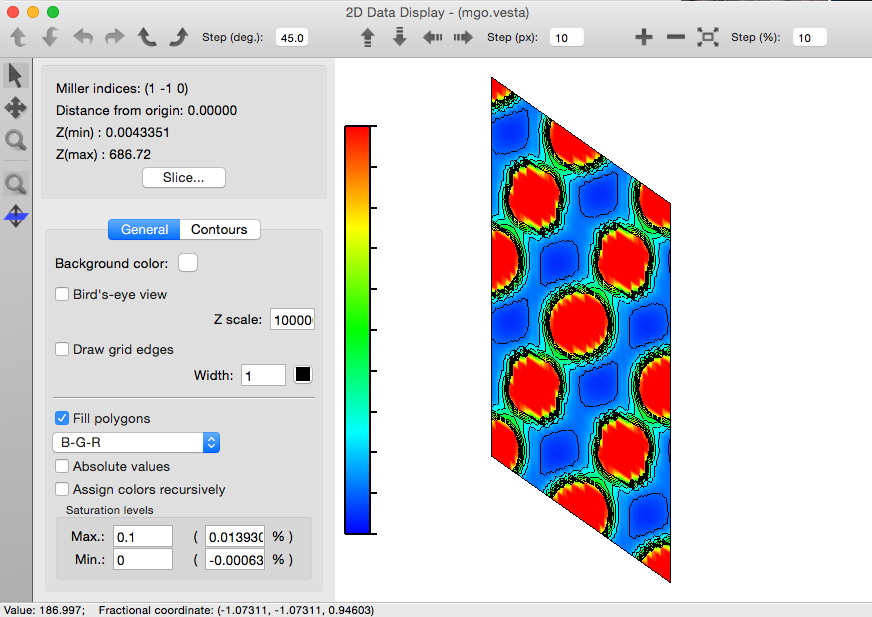 2D Data Display - (mgo.vesta)
Step (deg.): 45.0 Step (px): 10 Step (%): 10
Miller indices: (1 -1 0)
Distance from origin: 0.00000
Z(min) : 0.0043351
Z(max) : 686.72
Slice...
General Contours
Background color:
Bird's-eye view
Z scale: 10000
Draw grid edges
Width: 1
Fill polygons
B-G-R
Absolute values
Assign colors recursively
Saturation levels
Max.: 0.1 ( 0.01393 % )
Min.: 0 ( -0.00063 % )
Value: 186.997; Fractional coordinate: (-1.07311, -1.07311, 0.94603)